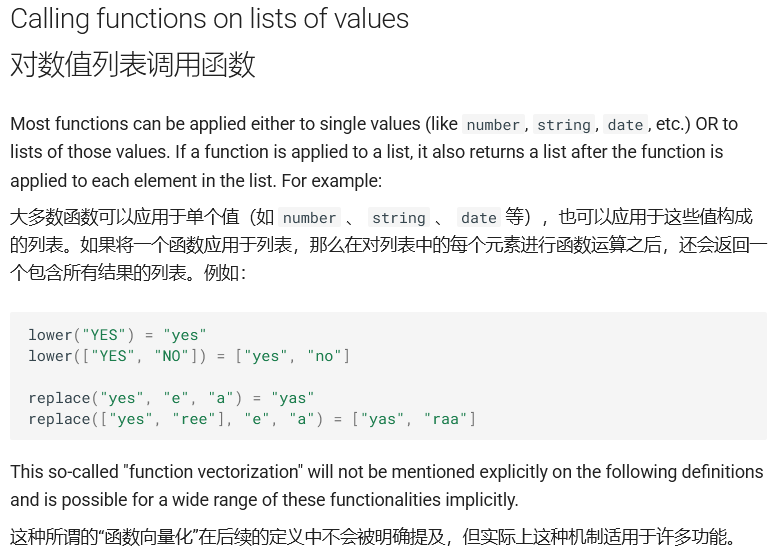 Calling functions on lists of values
对数值列表调用函数
Most functions can be applied either to single values (like number, string, date, etc.) OR to
lists of those values. If a function is applied to a list, it also returns a list after the function is
applied to each element in the list. For example:
大多数函数可以应用于单个值（如 number 、 string 、 date 等），也可以应用于这些值构成
的列表。如果将一个函数应用于列表，那么在对列表中的每个元素进行函数运算之后，还会返回一
个包含所有结果的列表。例如：
lower("YES") = "yes"
lower(["YES", "NO"]) = ["yes", "no"]
replace("yes", "e", "a") = "yas"
replace(["yes", "ree"], "e", "a") = ["yas", "raa"]
This so-called "function vectorization" will not be mentioned explicitly on the following definitions
and is possible for a wide range of these functionalities implicitly.
这种所谓的“函数向量化”在后续的定义中不会被明确提及，但实际上这种机制适用于许多功能。